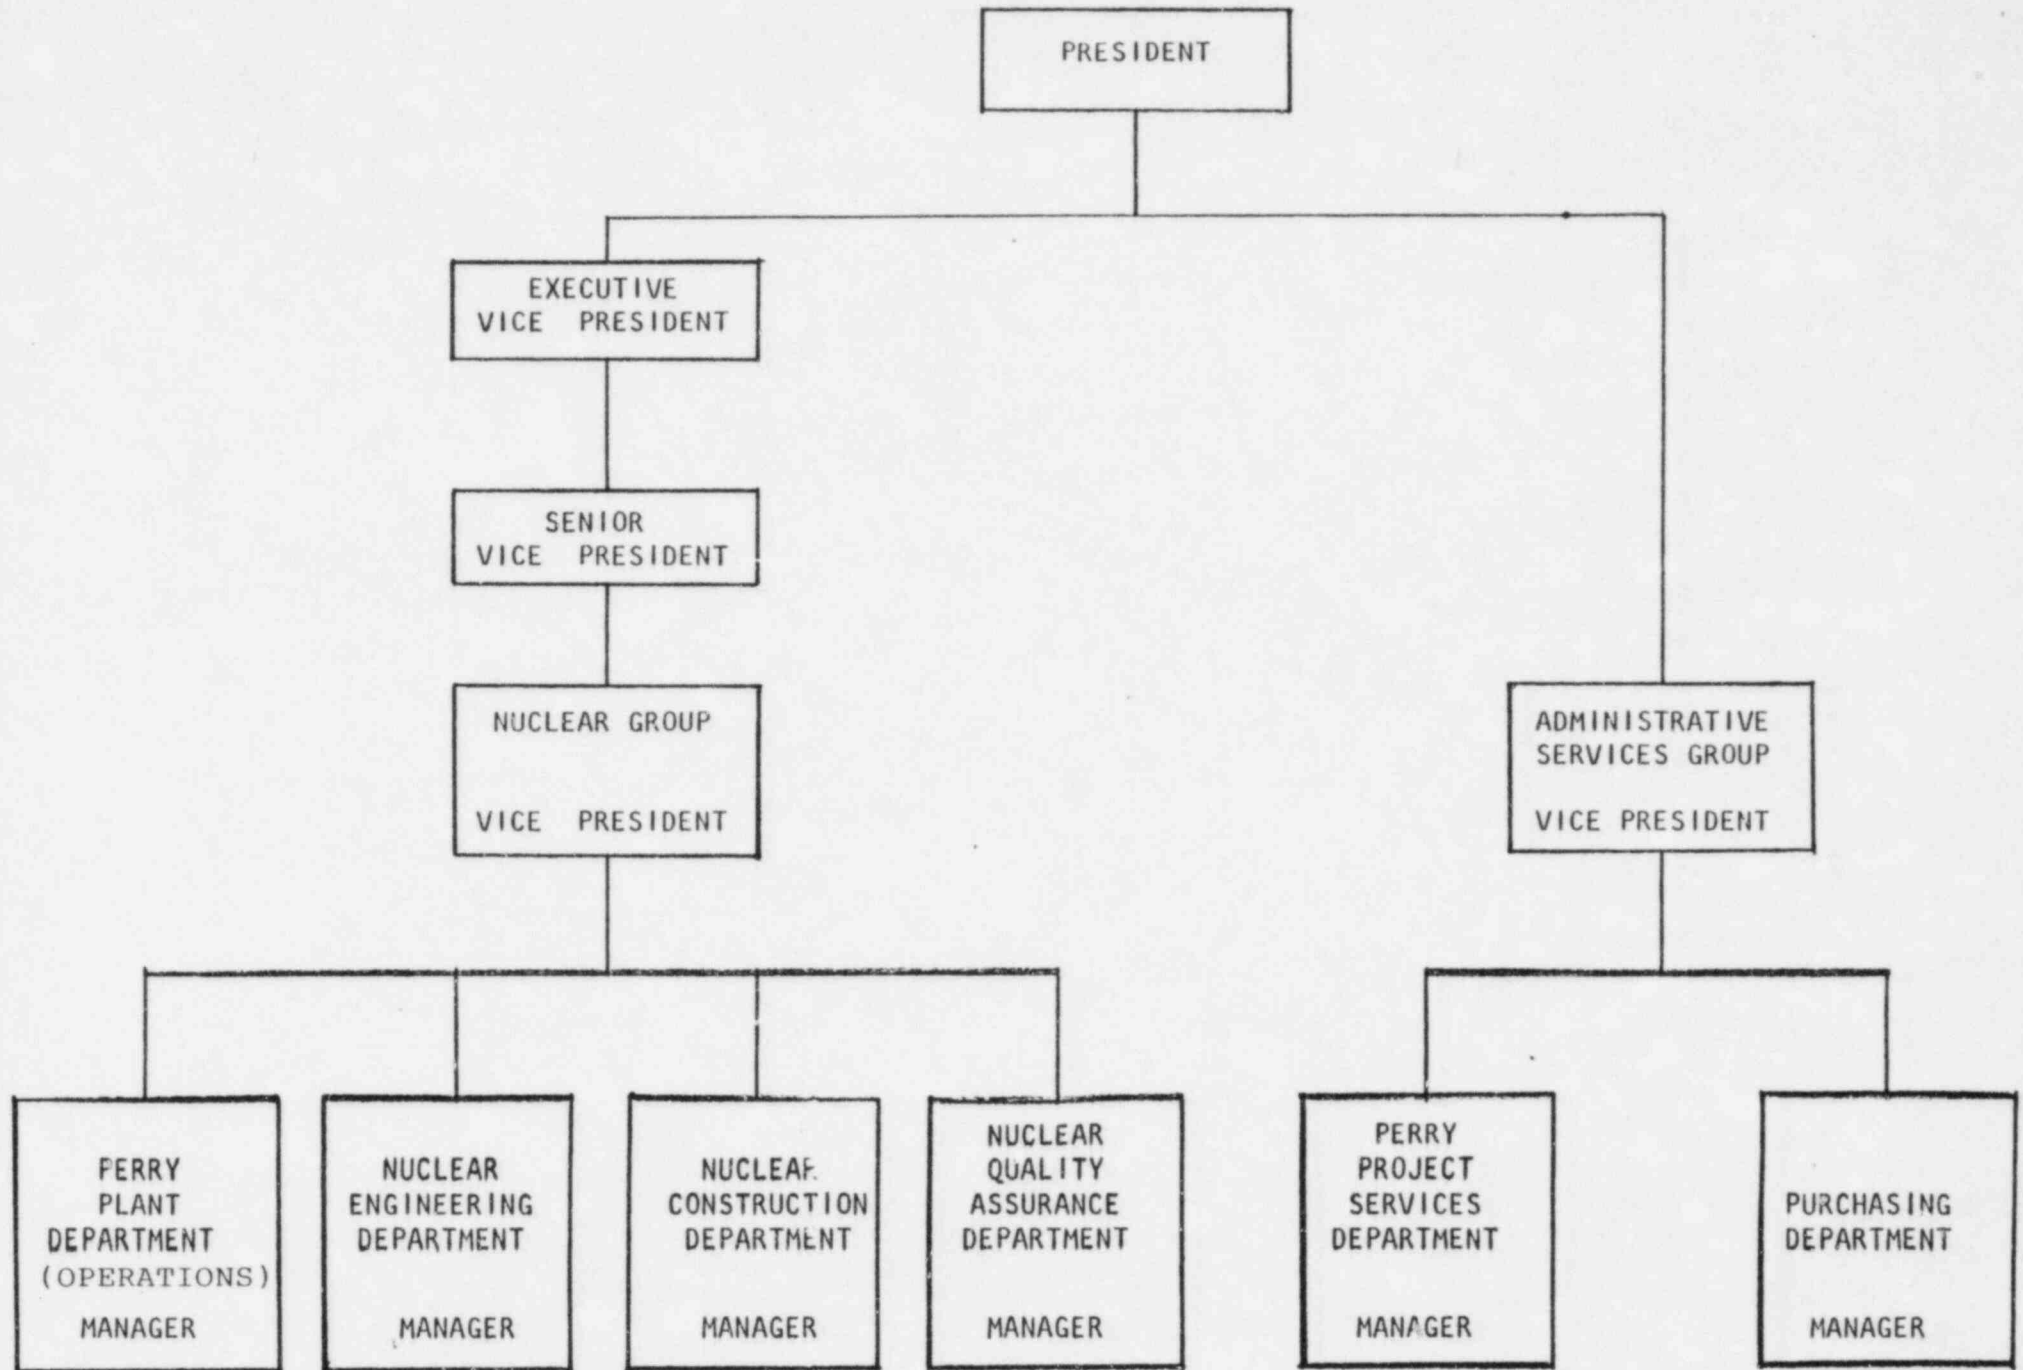 PRESIDENT
EXECUTIVE
VICE PRESIDENT
SENIOR
VICE PRESIDENT
NUCLEAR GROUP
VICE PRESIDENT
ADMINISTRATIVE
SERVICES GROUP
VICE PRESIDENT
PERRY
PLANT
DEPARTMENT
(OPERATIONS)
MANAGER
NUCLEAR
ENGINEERING
DEPARTMENT
MANAGER
NUCLEAR
CONSTRUCTION
DEPARTMENT
MANAGER
NUCLEAR
QUALITY
ASSURANCE
DEPARTMENT
MANAGER
PERRY
PROJECT
SERVICES
DEPARTMENT
MANAGER
PURCHASING
DEPARTMENT
MANAGER